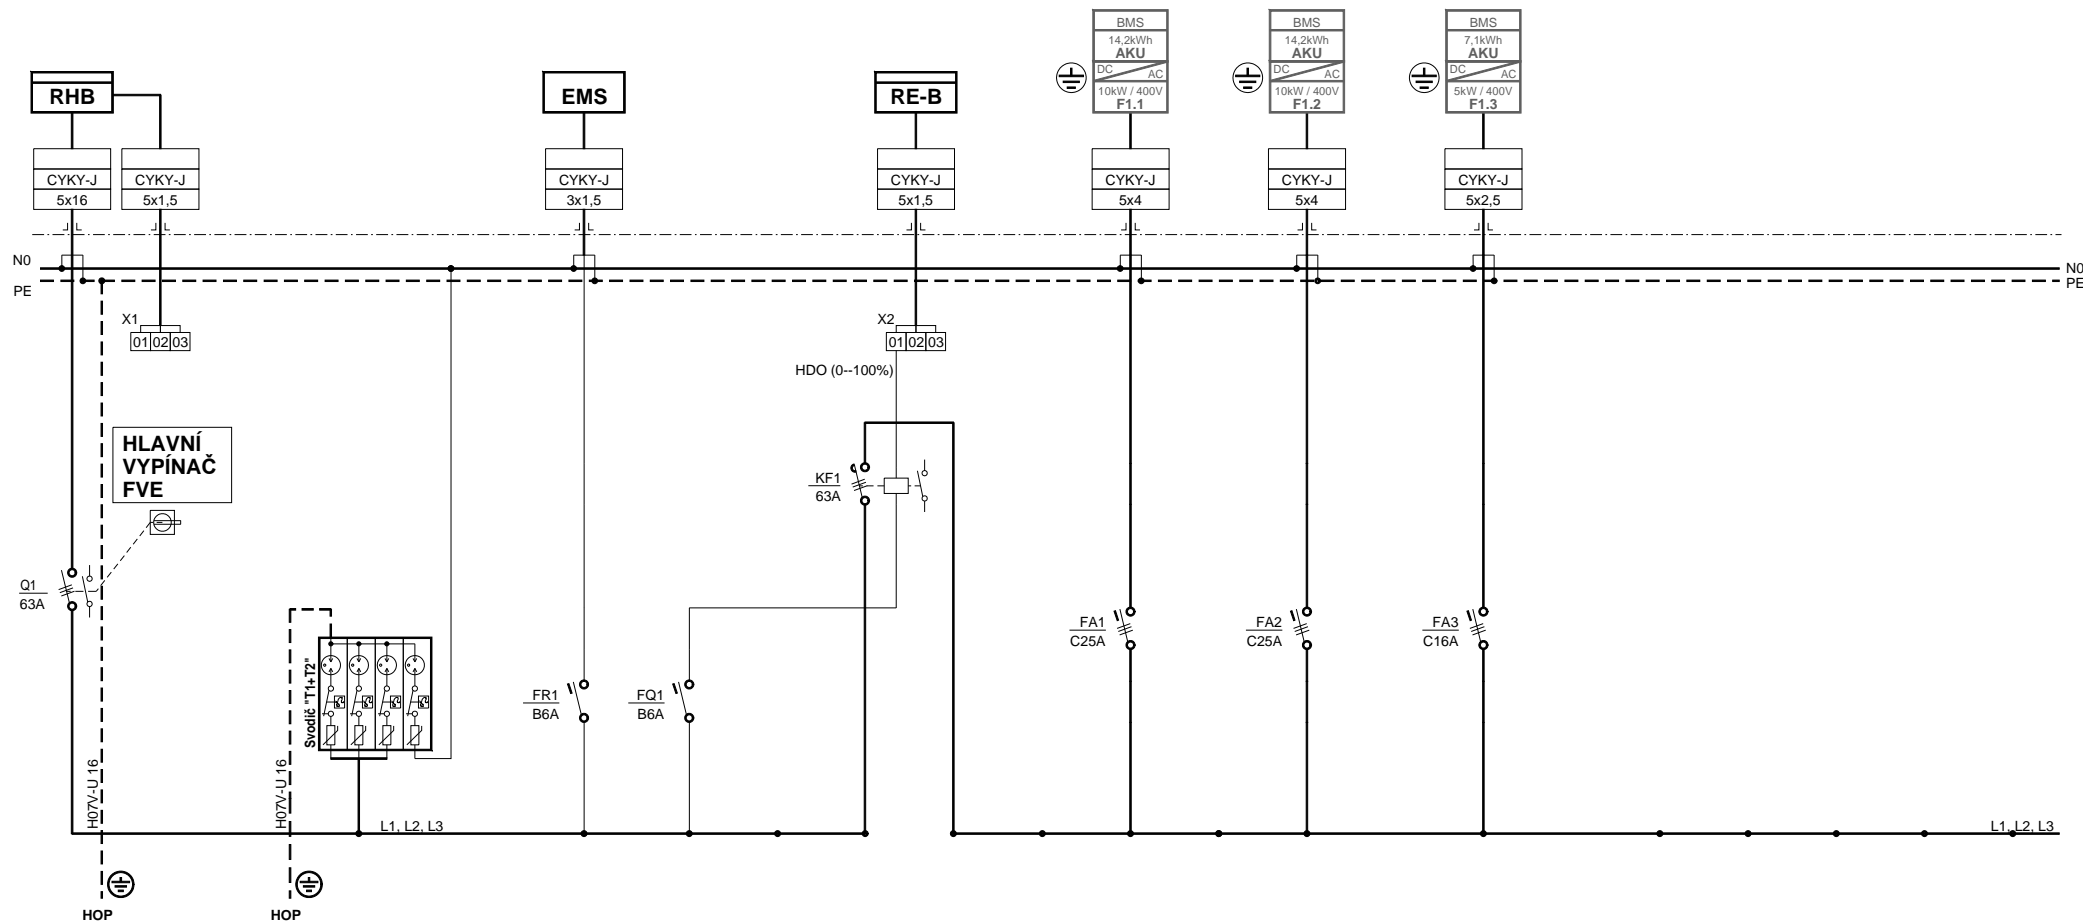 BMS
14,2kWh
AKU
DC
AC
10kW / 400V
F1.1
BMS
14,2kWh
AKU
DC
AC
10kW / 400V
F1.2
BMS
7,1kWh
AKU
DC
AC
5kW / 400V
F1.3
RHB
EMS
RE-B
CYKY-J
5x16
CYKY-J
5x1,5
CYKY-J
3x1,5
CYKY-J
5x1,5
CYKY-J
5x4
CYKY-J
5x4
CYKY-J
5x2,5
N0
PE
N0
PE
X1
01 02 03
X2
01 02 03
HDO (0--100%)
HLAVNÍ
VYPÍNAČ
FVE
KF1
63A
Q1
63A
Svodič "T1+T2"
FR1
B6A
FQ1
B6A
FA1
C25A
FA2
C25A
FA3
C16A
H07V-U 16
H07V-U 16
L1, L2, L3
L1, L2, L3
HOP
HOP